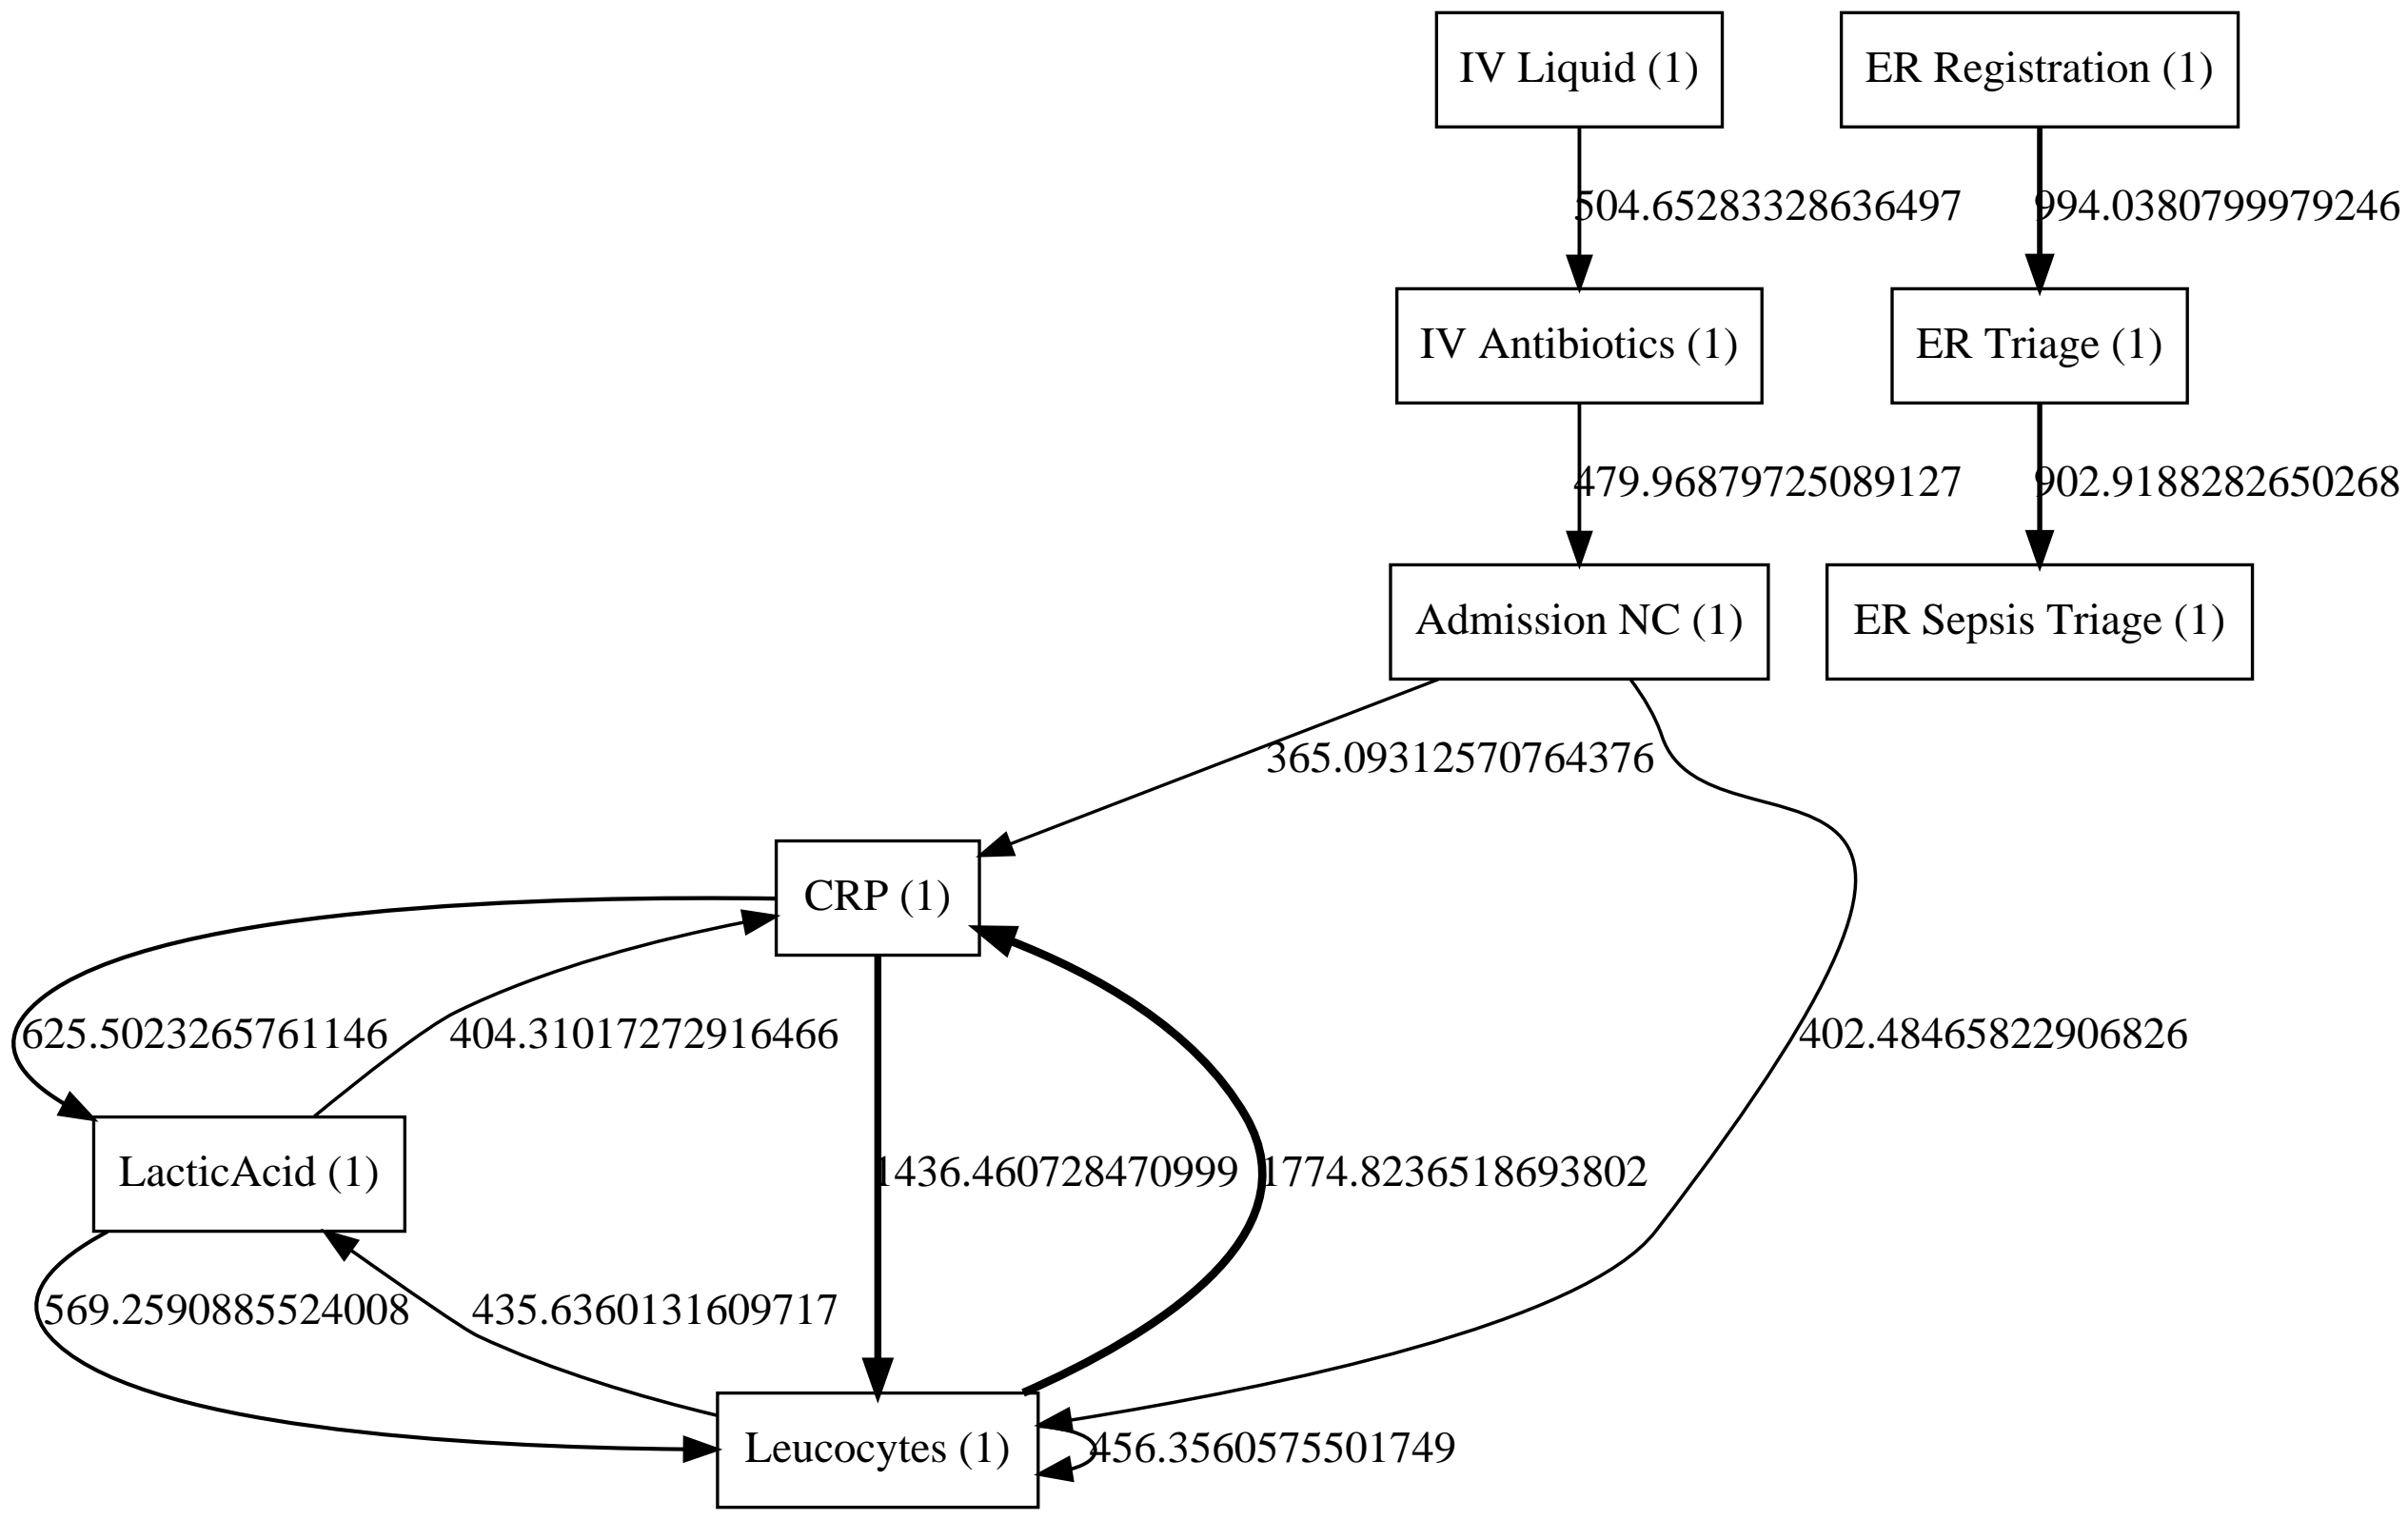 IV Liquid (1)
ER Registration (1)
504.65283328636497
994.0380799979246
IV Antibiotics (1)
ER Triage (1)
479.96879725089127
902.9188282650268
Admission NC (1)
ER Sepsis Triage (1)
365.09312570764376
CRP (1)
625.5023265761146
404.31017272916466
402.48465822906826
LacticAcid (1)
1436.460728470999
1774.8236518693802
569.2590885524008
435.6360131609717
Leucocytes (1)
456.3560575501749